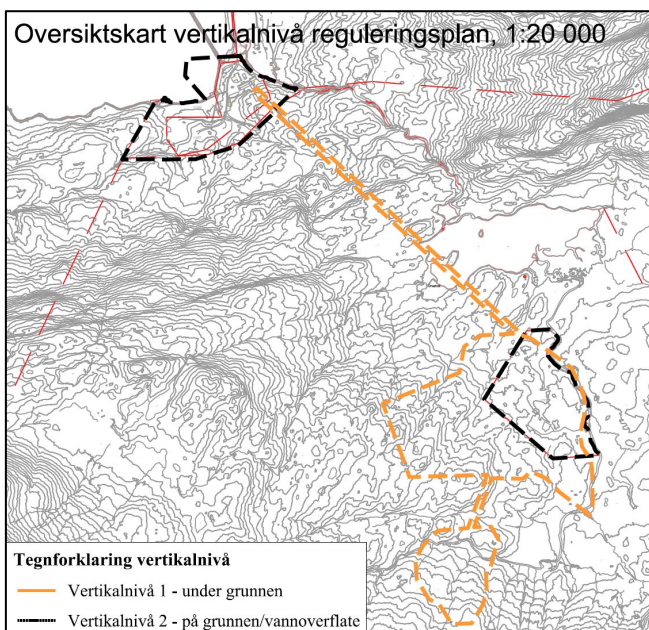 Oversiktskart vertikalnivå reguleringsplan, 1:20 000
Tegnforklaring vertikalnivå
Vertikalnivå 1 - under grunnen
Vertikalnivå 2 - på grunnen/vannoverflate